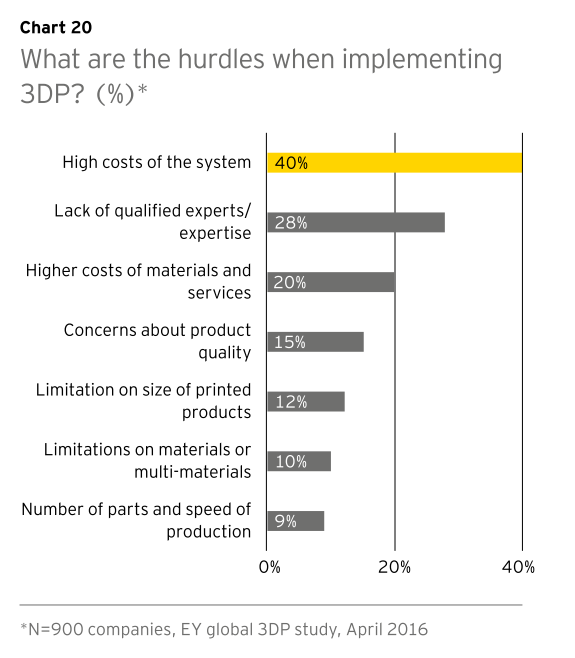 Chart 20
What are the hurdles when implementing
3DP? (%)*
High costs of the system
40%
Lack of qualified experts/
expertise
28%
Higher costs of materials and
services
20%
Concerns about product
quality
15%
Limitation on size of printed
products
12%
Limitations on materials or
multi-materials
10%
Number of parts and speed of
production
9%
0%
20%
40%
*N=900 companies, EY global 3DP study, April 2016